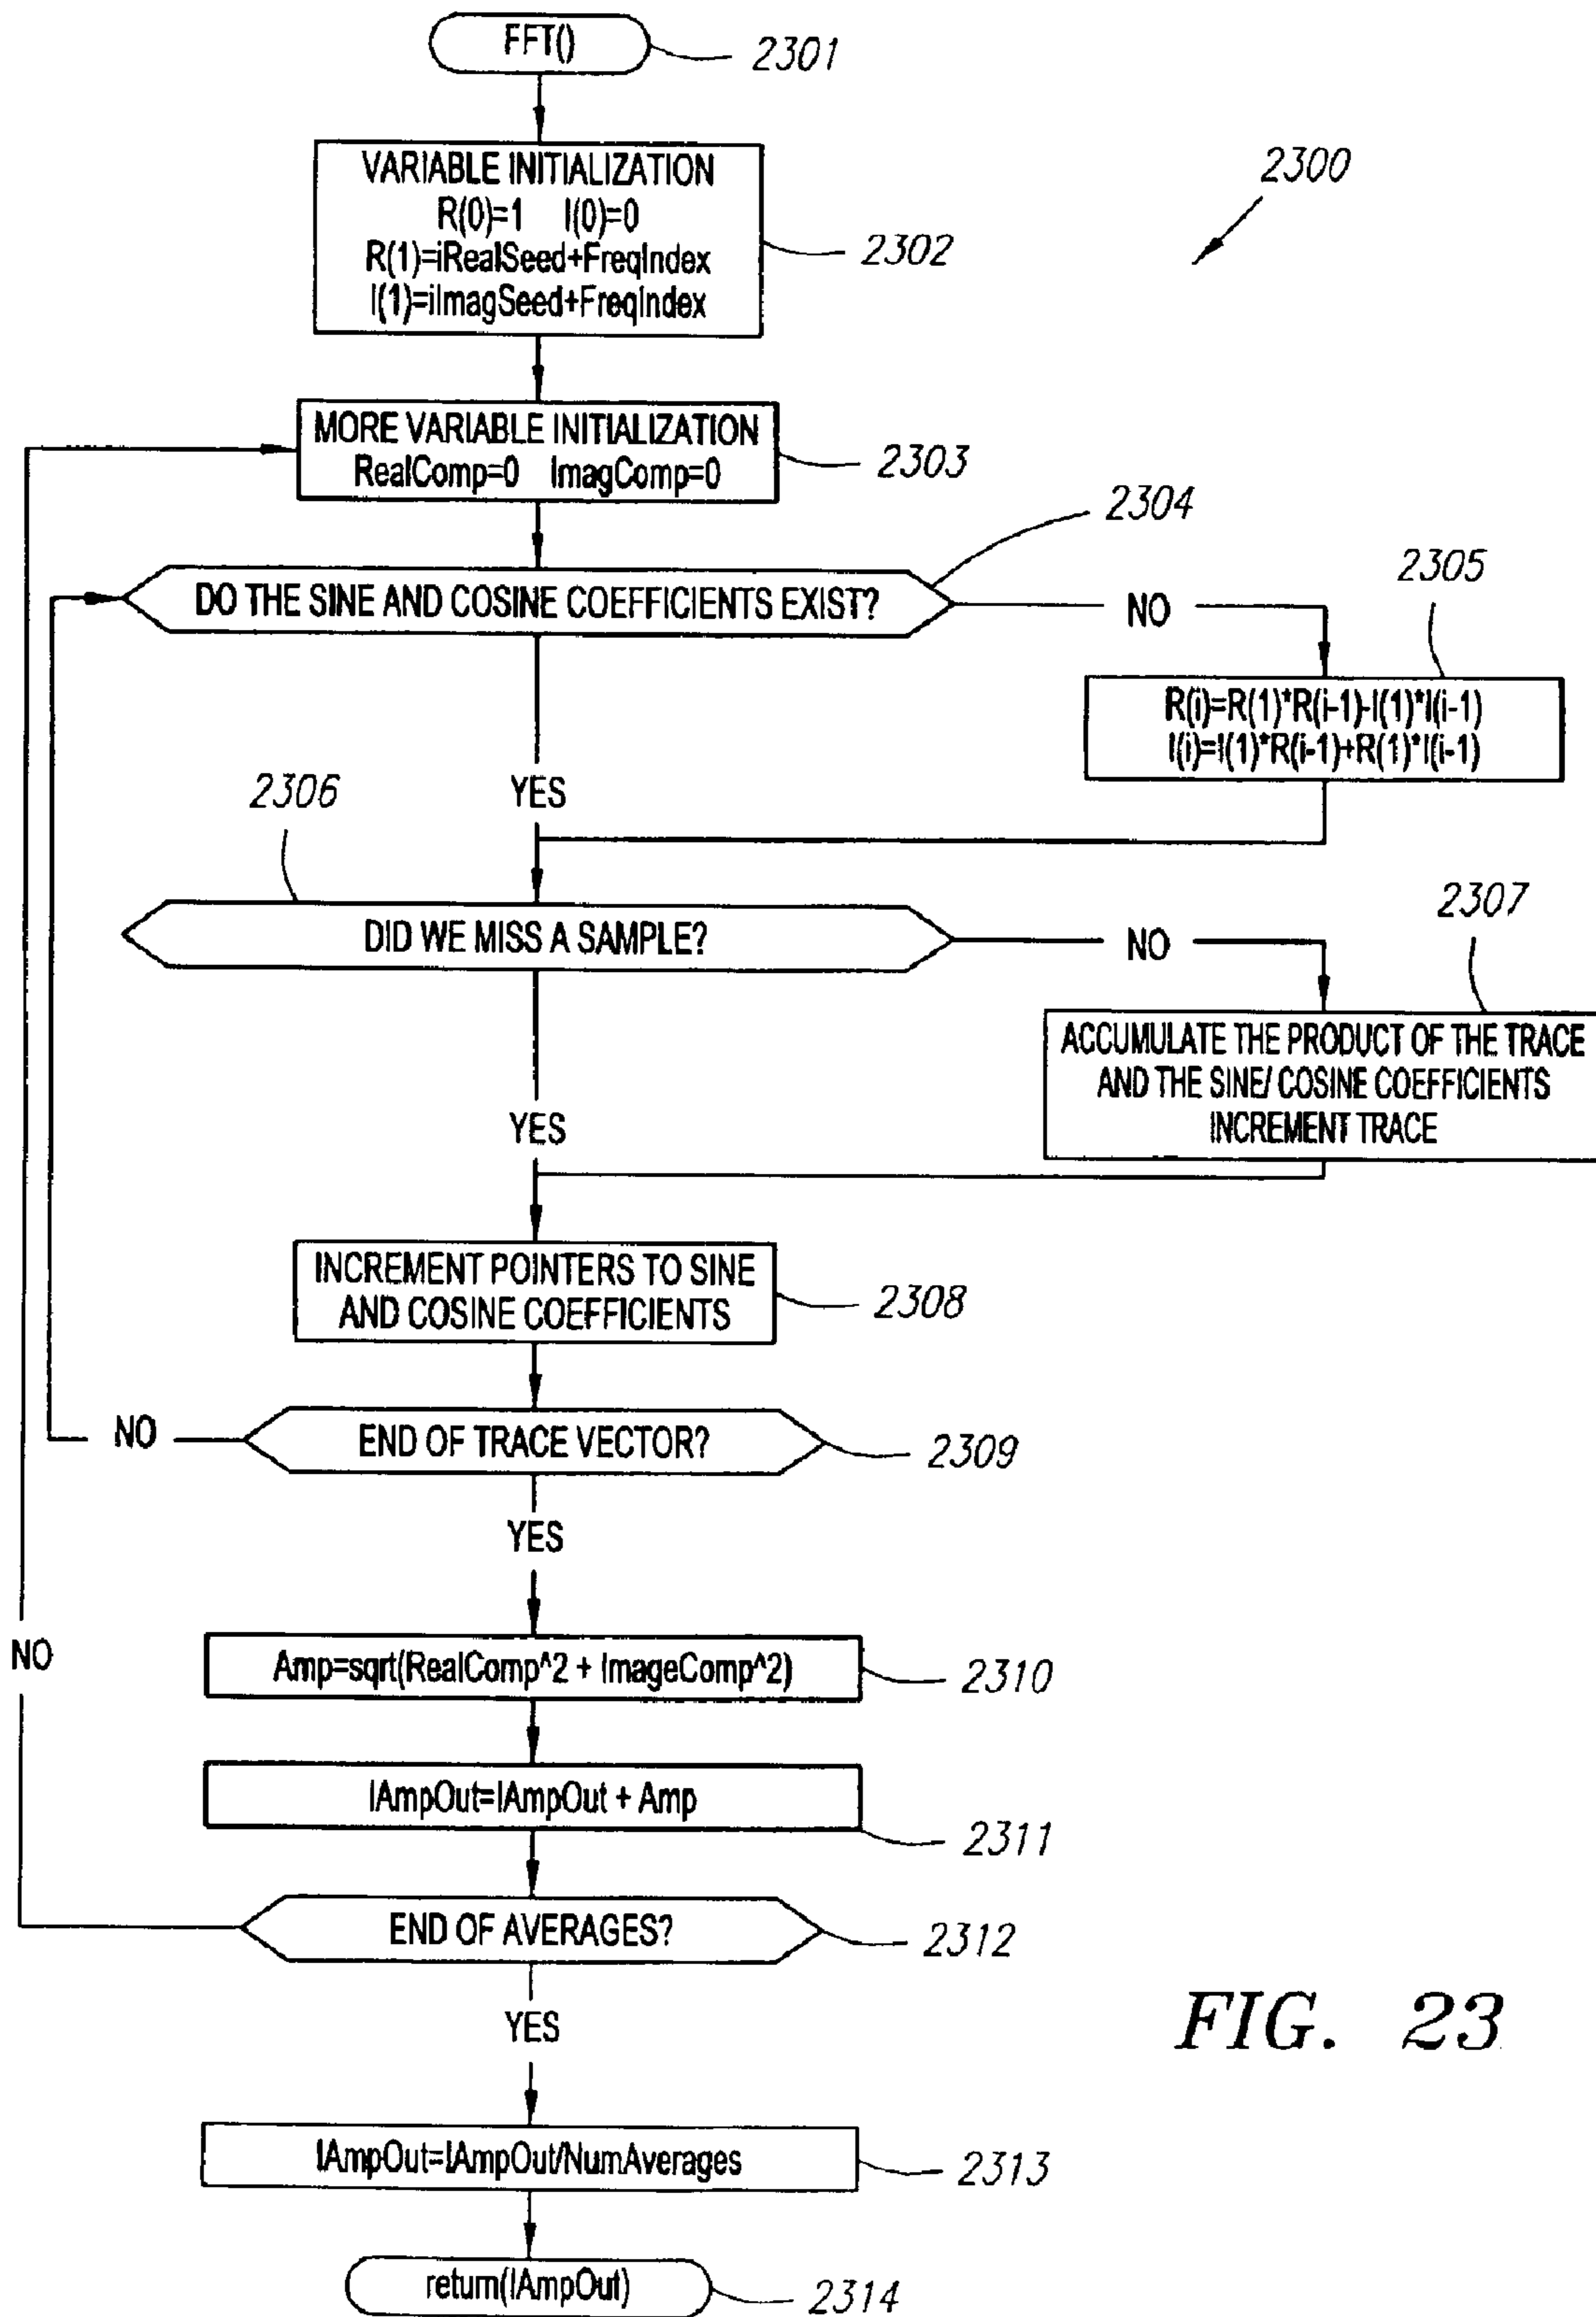 FFT()
2301
VARIABLE INITIALIZATION
R(0)=1 I(0)=0
R(1)=iRealSeed+FreqIndex
I(1)=iImagSeed+FreqIndex
2302
2300
MORE VARIABLE INITIALIZATION
RealComp=0 ImagComp=0
2303
2304
DO THE SINE AND COSINE COEFFICIENTS EXIST?
NO
2305
R(i)=R(1)*R(i-1)-I(1)*I(i-1)
I(i)=I(1)*R(i-1)+R(1)*I(i-1)
YES
2306
DID WE MISS A SAMPLE?
NO
2307
ACCUMULATE THE PRODUCT OF THE TRACE
AND THE SINE/ COSINE COEFFICIENTS
INCREMENT TRACE
YES
INCREMENT POINTERS TO SINE
AND COSINE COEFFICIENTS
2308
NO
END OF TRACE VECTOR?
2309
YES
NO
Amp=sqrt(RealComp^2 + ImageComp^2)
2310
lAmpOut=lAmpOut + Amp
2311
END OF AVERAGES?
2312
YES
FIG. 23
lAmpOut=lAmpOut/NumAverages
2313
return(lAmpOut)
2314